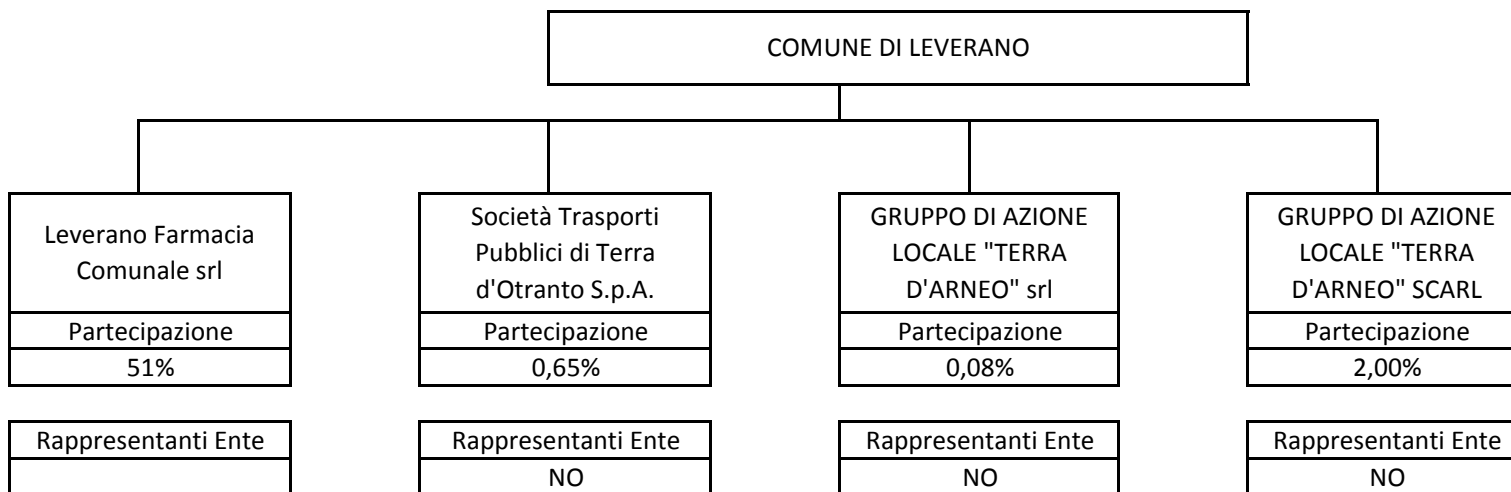 COMUNE DI LEVERANO
Leverano Farmacia
Comunale srl
Partecipazione
51%
Rappresentanti Ente
Società Trasporti
Pubblici di Terra
d'Otranto S.p.A.
Partecipazione
0,65%
Rappresentanti Ente
NO
GRUPPO DI AZIONE
LOCALE "TERRA
D'ARNEO" srl
Partecipazione
0,08%
Rappresentanti Ente
NO
GRUPPO DI AZIONE
LOCALE "TERRA
D'ARNEO" SCARL
Partecipazione
2,00%
Rappresentanti Ente
NO